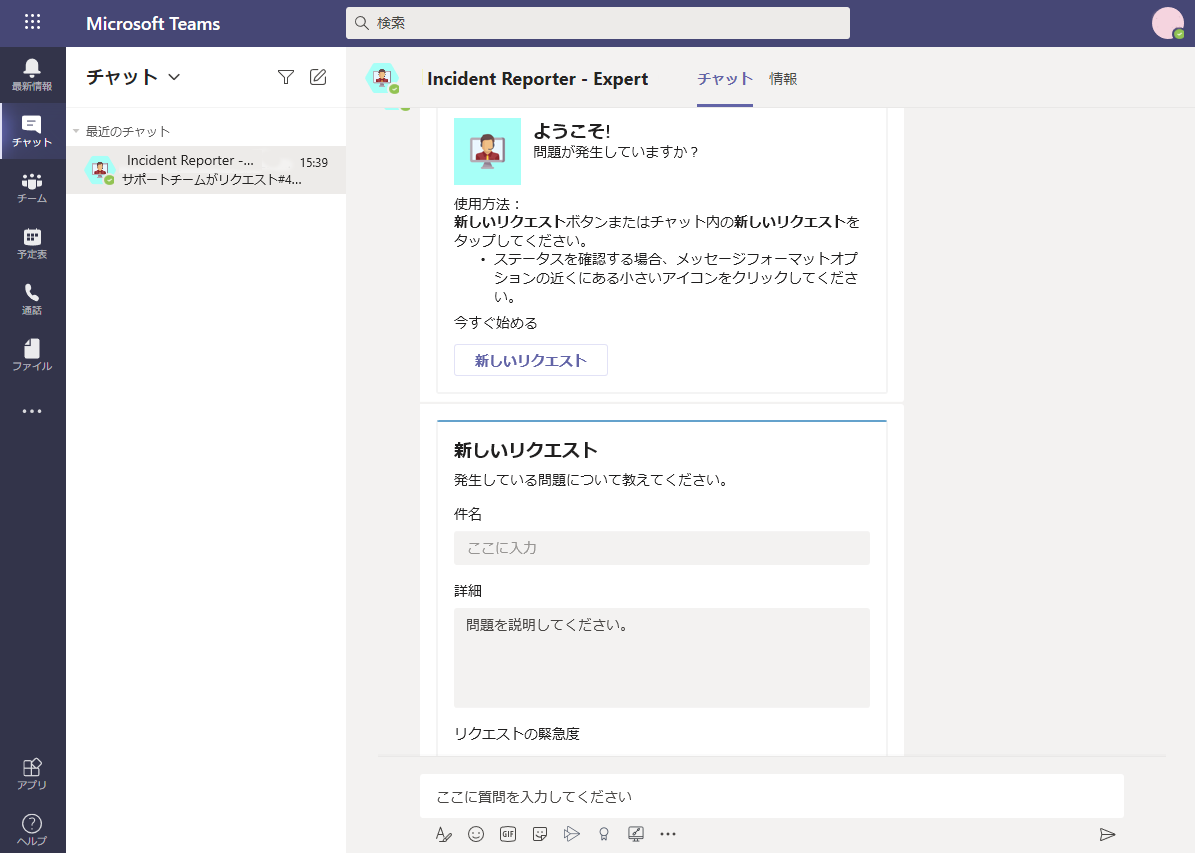 Microsoft Teams
検索
最新情報
チャット
チーム
予定表
通話
ファイル
アプリ
ヘルプ
チャット
最近のチャット
Incident Reporter -...
15:39
サポートチームがリクエスト#4...
Incident Reporter - Expert
チャット
情報
ようこそ!
問題が発生していますか？
使用方法：
新しいリクエストボタンまたはチャット内の新しいリクエストを
タップしてください。
• ステータスを確認する場合、メッセージフォーマットオプ
ションの近くにある小さいアイコンをクリックしてくださ
い。
今すぐ始める
新しいリクエスト
新しいリクエスト
発生している問題について教えてください。
件名
ここに入力
詳細
問題を説明してください。
リクエストの緊急度
ここに質問を入力してください
GIF